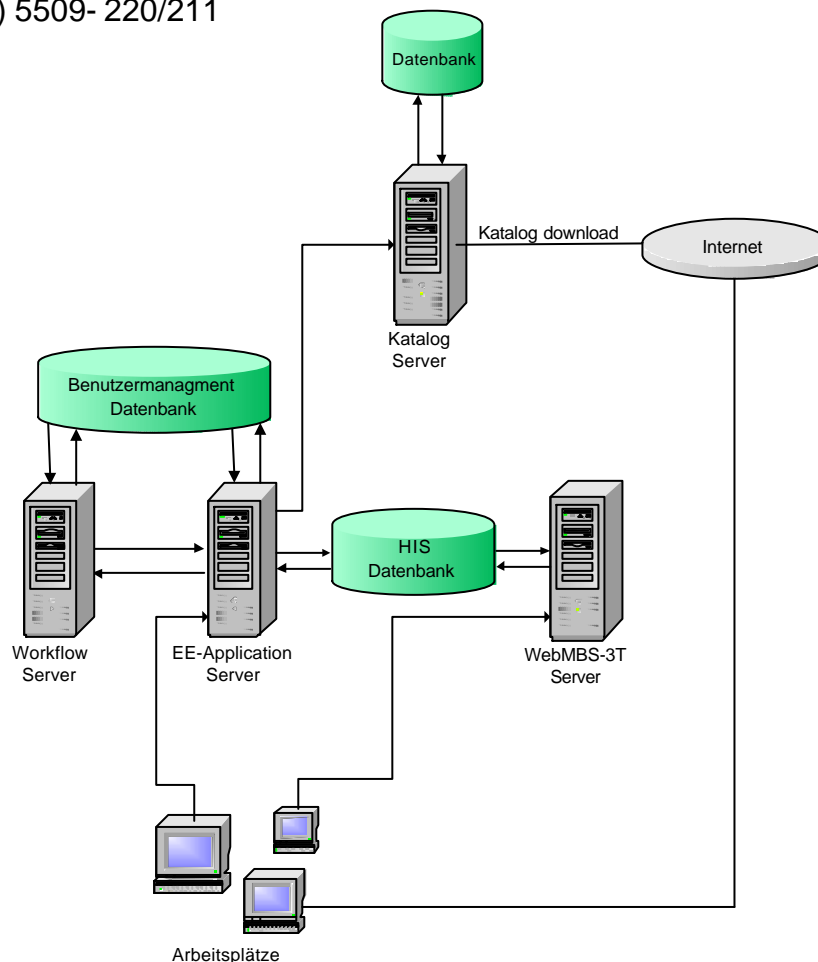 ) 5509- 220/211
Datenbank
Katalog download
Internet
Katalog
Server
Benutzermanagment
Datenbank
HIS
Datenbank
Workflow
Server
EE-Application
Server
WebMBS-3T
Server
Arbeitsplätze